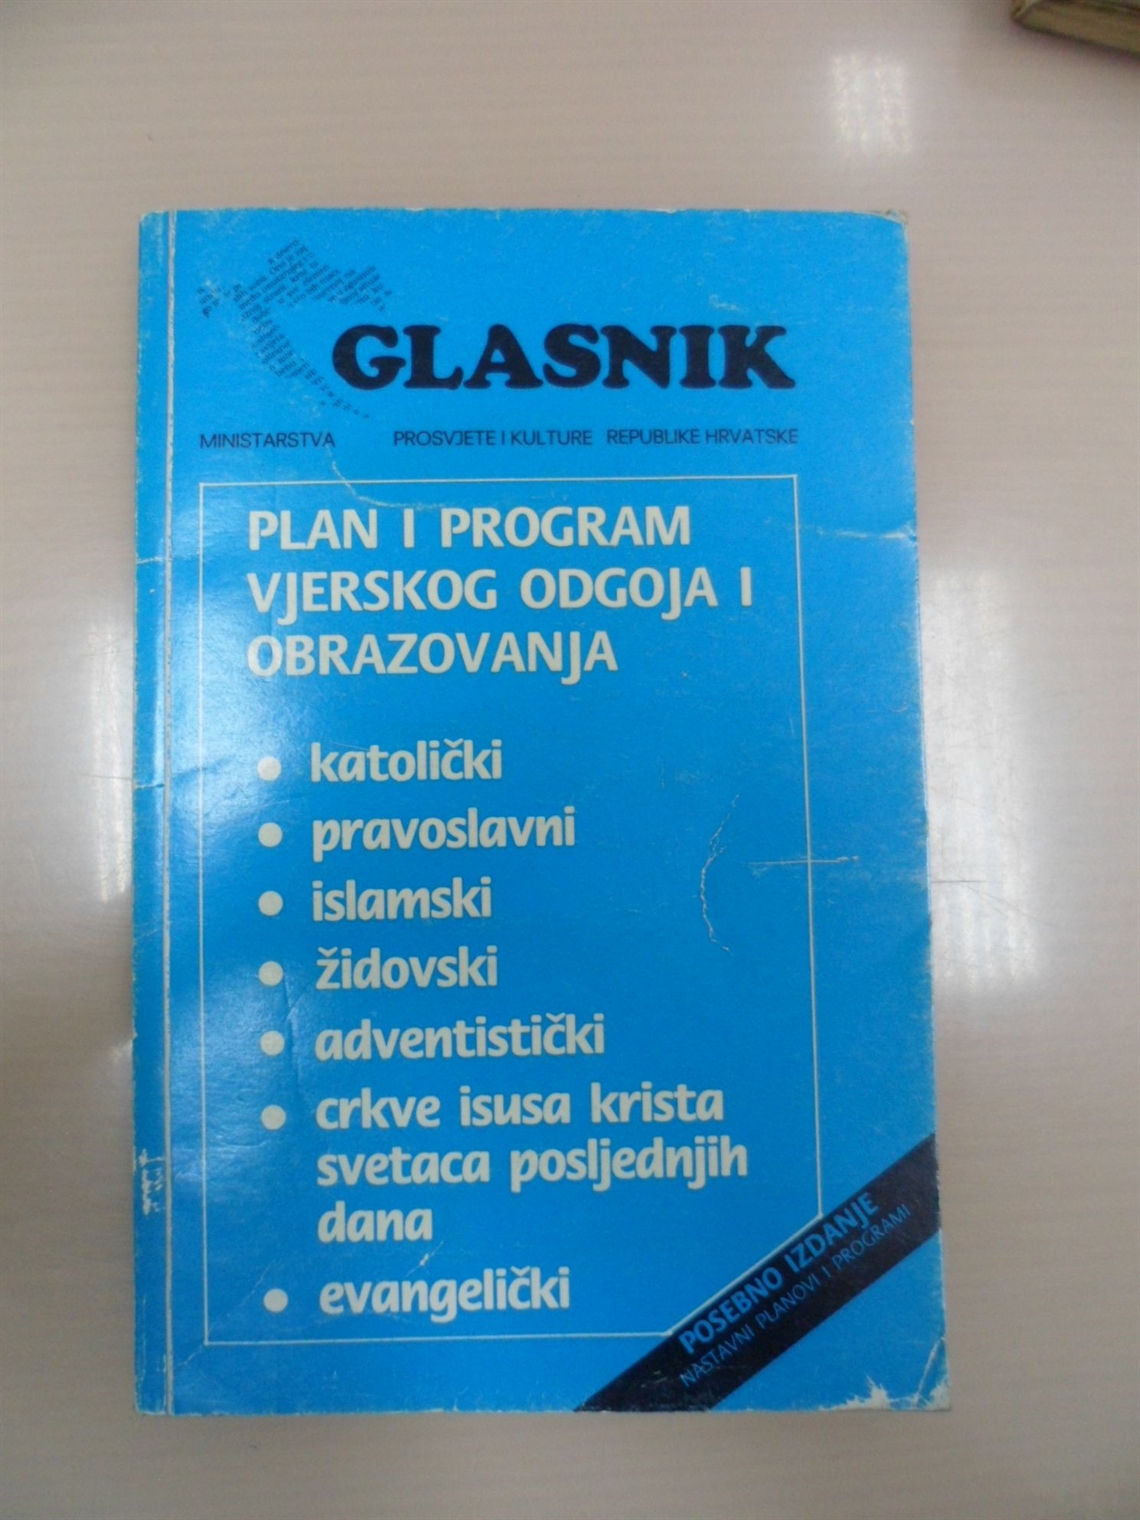 GLASNIK
MINISTARSTVA PROSVJETE I KULTURE REPUBLIKE HRVATSKE
PLAN I PROGRAM
VJERSKOG ODGOJA I
OBRAZOVANJA
• katolički
• pravoslavni
• islamski
• židovski
• adventistički
• crkve isusa krista
svetaca posljednjih
dana
• evangelički
POSEBNO IZDANJE
NASTAVNI PLANOVI I PROGRAMI